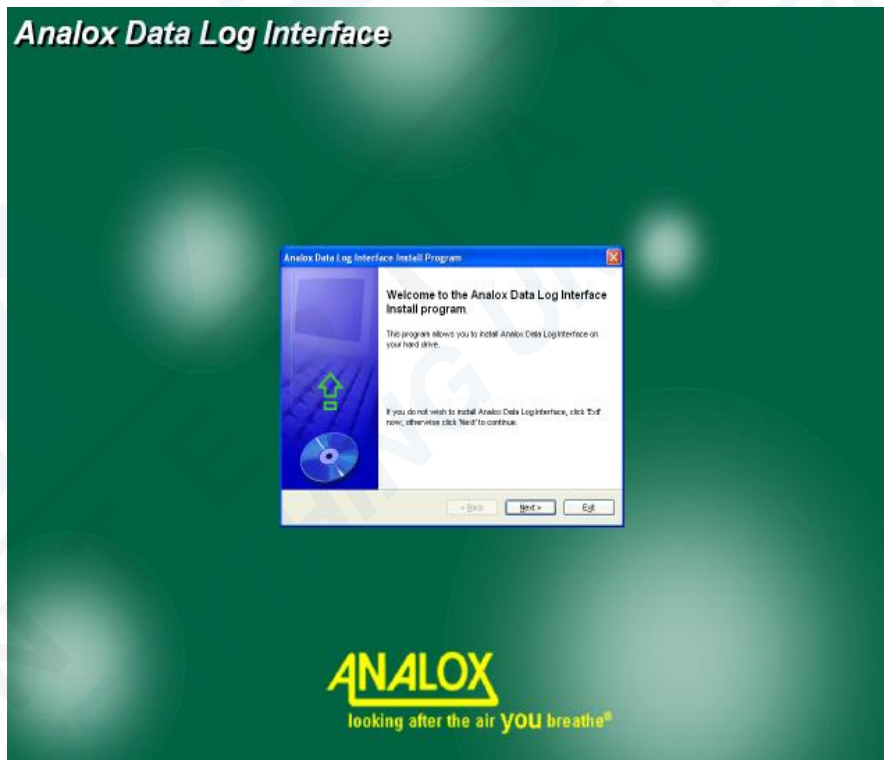 Analox Data Log Interface
Analox Data Log Interface Install Program
Welcome to the Analox Data Log Interface
Install program
This program allows you to install Analox Data Log Interface on
your hard drive.
If you do not wish to install Analox Data Log Interface, click 'Exit'
now, otherwise click 'Next' to continue.
< Back Next > Exit
ANALOX
looking after the air you breathe®